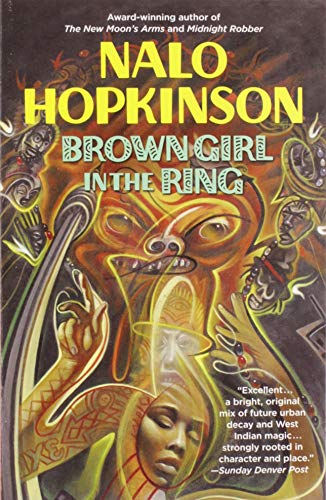 Award-winning author of
The New Moon's Arms and Midnight Robber
NALO
HOPKINSON
BROWN GIRL
IN THE RING
"Excellent...
a bright, original
mix of future urban
decay and West
Indian magic...
strongly rooted in
character and place."
—Sunday Denver Post